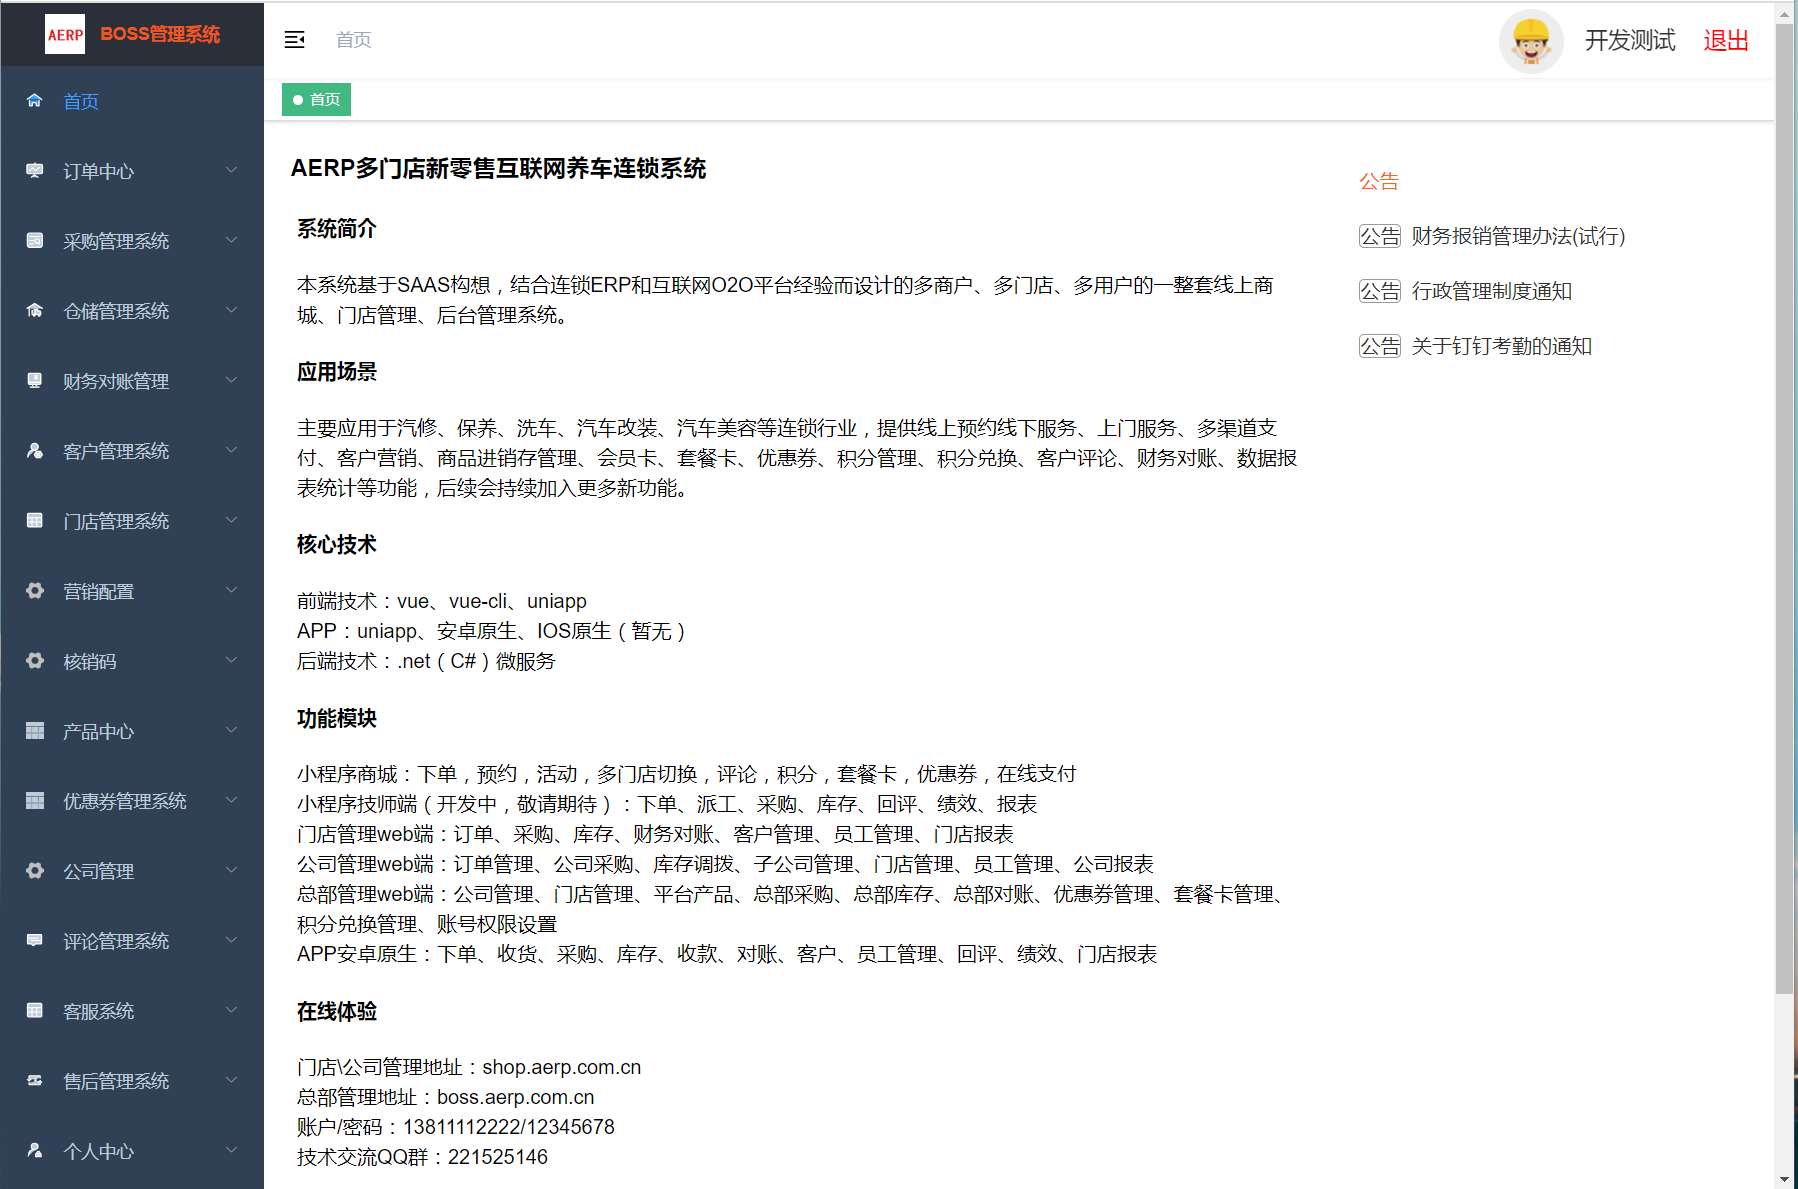 AERP BOSS管理系统
首页
订单中心
采购管理系统
仓储管理系统
财务对账管理
客户管理系统
门店管理系统
营销配置
核销码
产品中心
优惠券管理系统
公司管理
评论管理系统
客服系统
售后管理系统
个人中心
首页
开发测试 退出
首页
AERP多门店新零售互联网养车连锁系统
系统简介
本系统基于SAAS构想，结合连锁ERP和互联网O2O平台经验而设计的多商户、多门店、多用户的一整套线上商
城、门店管理、后台管理系统。
应用场景
主要应用于汽修、保养、洗车、汽车改装、汽车美容等连锁行业，提供线上预约线下服务、上门服务、多渠道支
付、客户营销、商品进销存管理、会员卡、套餐卡、优惠券、积分管理、积分兑换、客户评论、财务对账、数据报
表统计等功能，后续会持续加入更多新功能。
核心技术
前端技术：vue、vue-cli、uniapp
APP：uniapp、安卓原生、IOS原生（暂无）
后端技术：.net（C#）微服务
功能模块
小程序商城：下单，预约，活动，多门店切换，评论，积分，套餐卡，优惠券，在线支付
小程序技师端（开发中，敬请期待）：下单、派工、采购、库存、回评、绩效、报表
门店管理web端：订单、采购、库存、财务对账、客户管理、员工管理、门店报表
公司管理web端：订单管理、公司采购、库存调拨、子公司管理、门店管理、员工管理、公司报表
总部管理web端：公司管理、门店管理、平台产品、总部采购、总部库存、总部对账、优惠券管理、套餐卡管理、
积分兑换管理、账号权限设置
APP安卓原生：下单、收货、采购、库存、收款、对账、客户、员工管理、回评、绩效、门店报表
在线体验
门店\公司管理地址：shop.aerp.com.cn
总部管理地址：boss.aerp.com.cn
账户/密码：13811112222/12345678
技术交流QQ群：221525146
公告
公告 财务报销管理办法(试行)
公告 行政管理制度通知
公告 关于钉钉考勤的通知